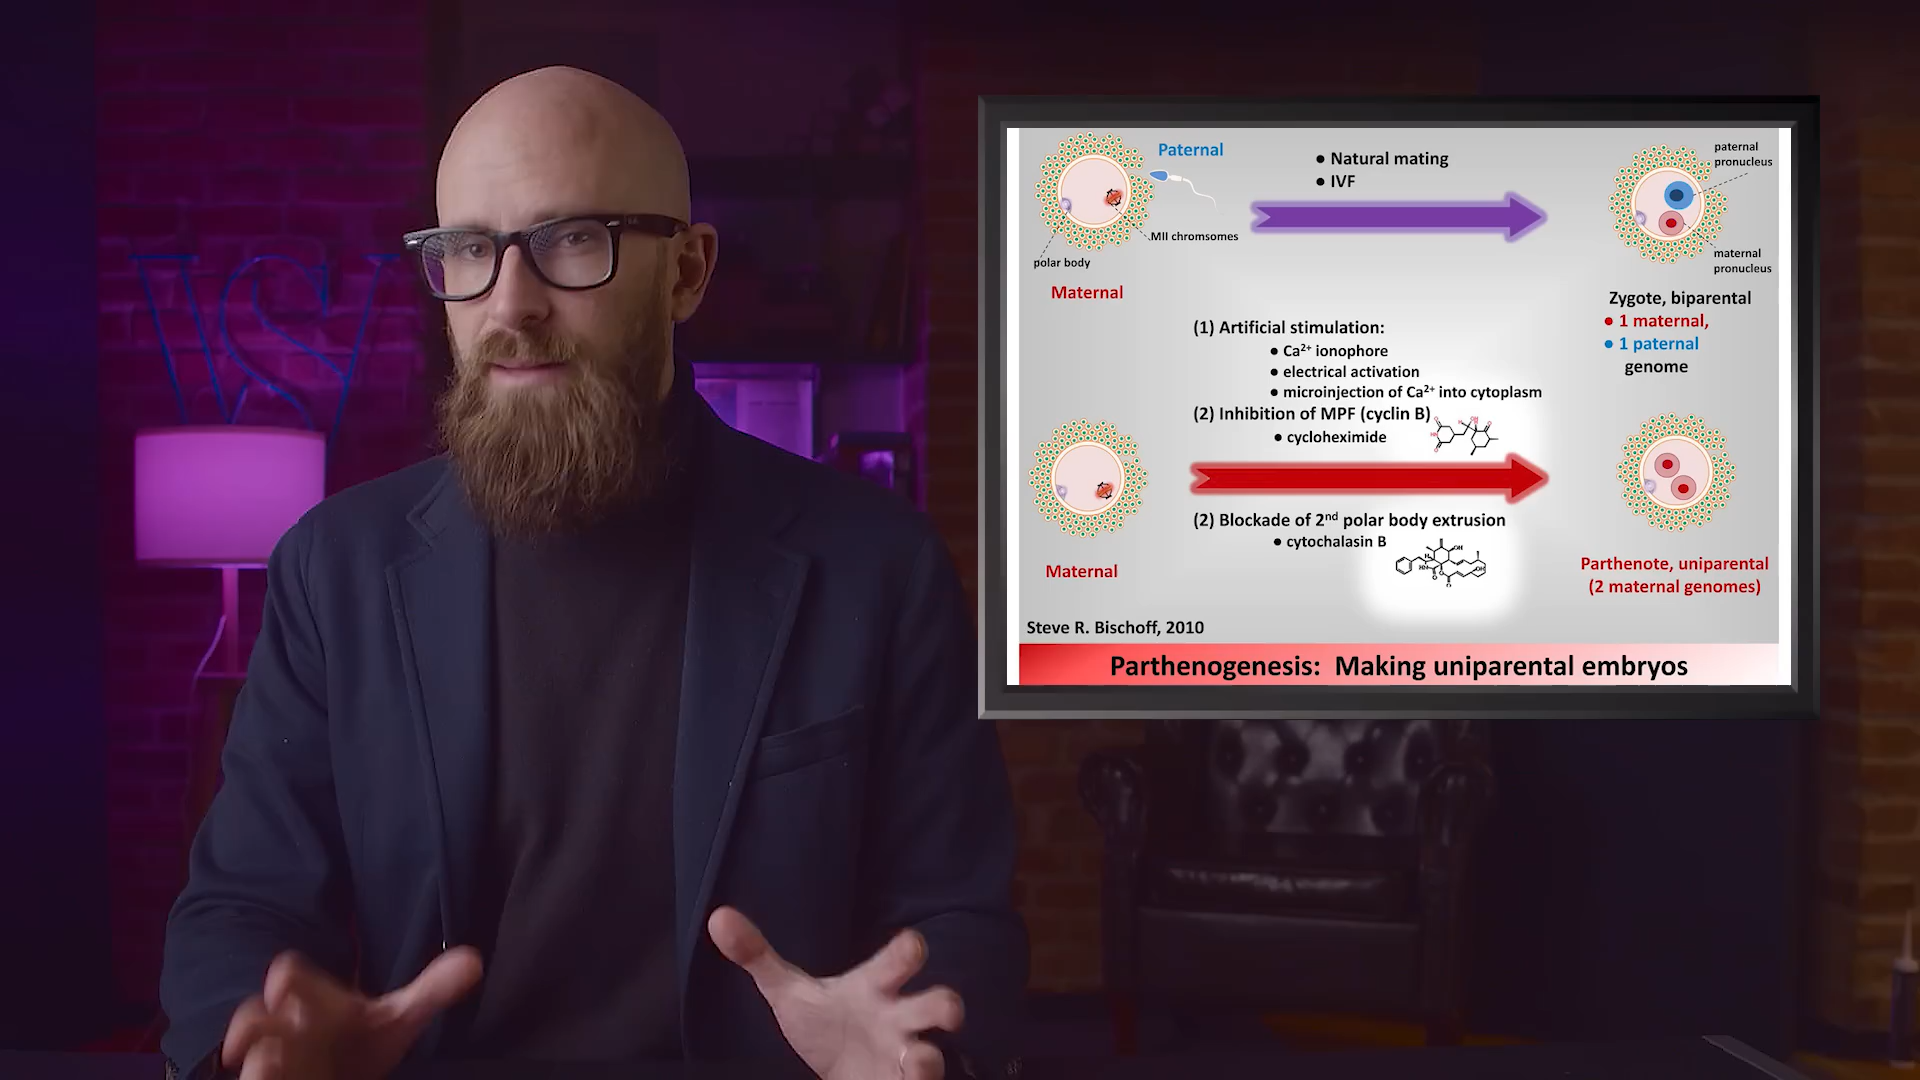 VS
Paternal
● Natural mating
● IVF
paternal
pronucleus
MII chromsomes
polar body
Maternal
maternal
pronucleus
Zygote, biparental
● 1 maternal,
● 1 paternal
genome
(1) Artificial stimulation:
● Ca²⁺ ionophore
● electrical activation
● microinjection of Ca²⁺ into cytoplasm
(2) Inhibition of MPF (cyclin B)
● cycloheximide
(2) Blockade of 2nd polar body extrusion
● cytochalasin B
Maternal
Parthenote, uniparental
(2 maternal genomes)
Steve R. Bischoff, 2010
Parthenogenesis: Making uniparental embryos